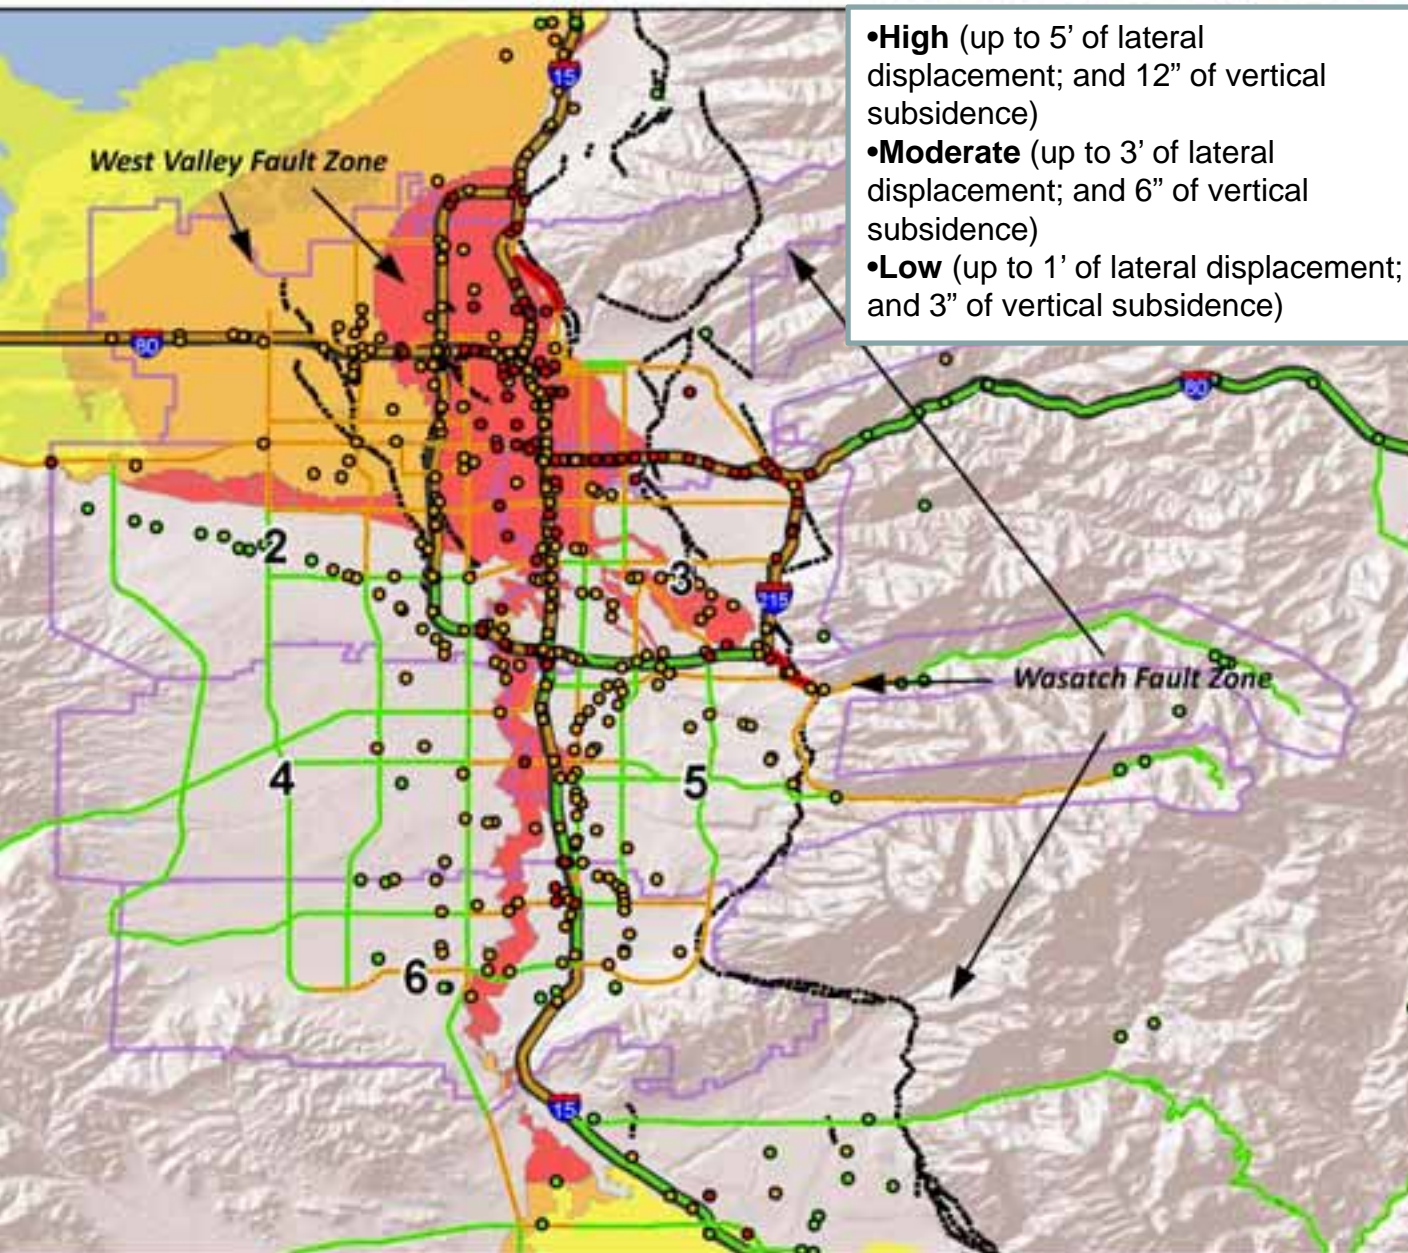 •High (up to 5’ of lateral
displacement; and 12” of vertical
subsidence)
•Moderate (up to 3’ of lateral
displacement; and 6” of vertical
subsidence)
•Low (up to 1’ of lateral displacement;
and 3” of vertical subsidence)
15
West Valley Fault Zone
80
80
2
3
215
Wasatch Fault Zone
4
5
6
15